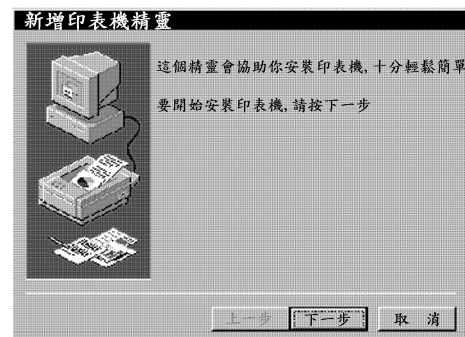 新增印表機精靈
這個精靈會協助你安裝印表機,十分輕鬆簡單
要開始安裝印表機,請按下一步
上一步 下一步 取 消